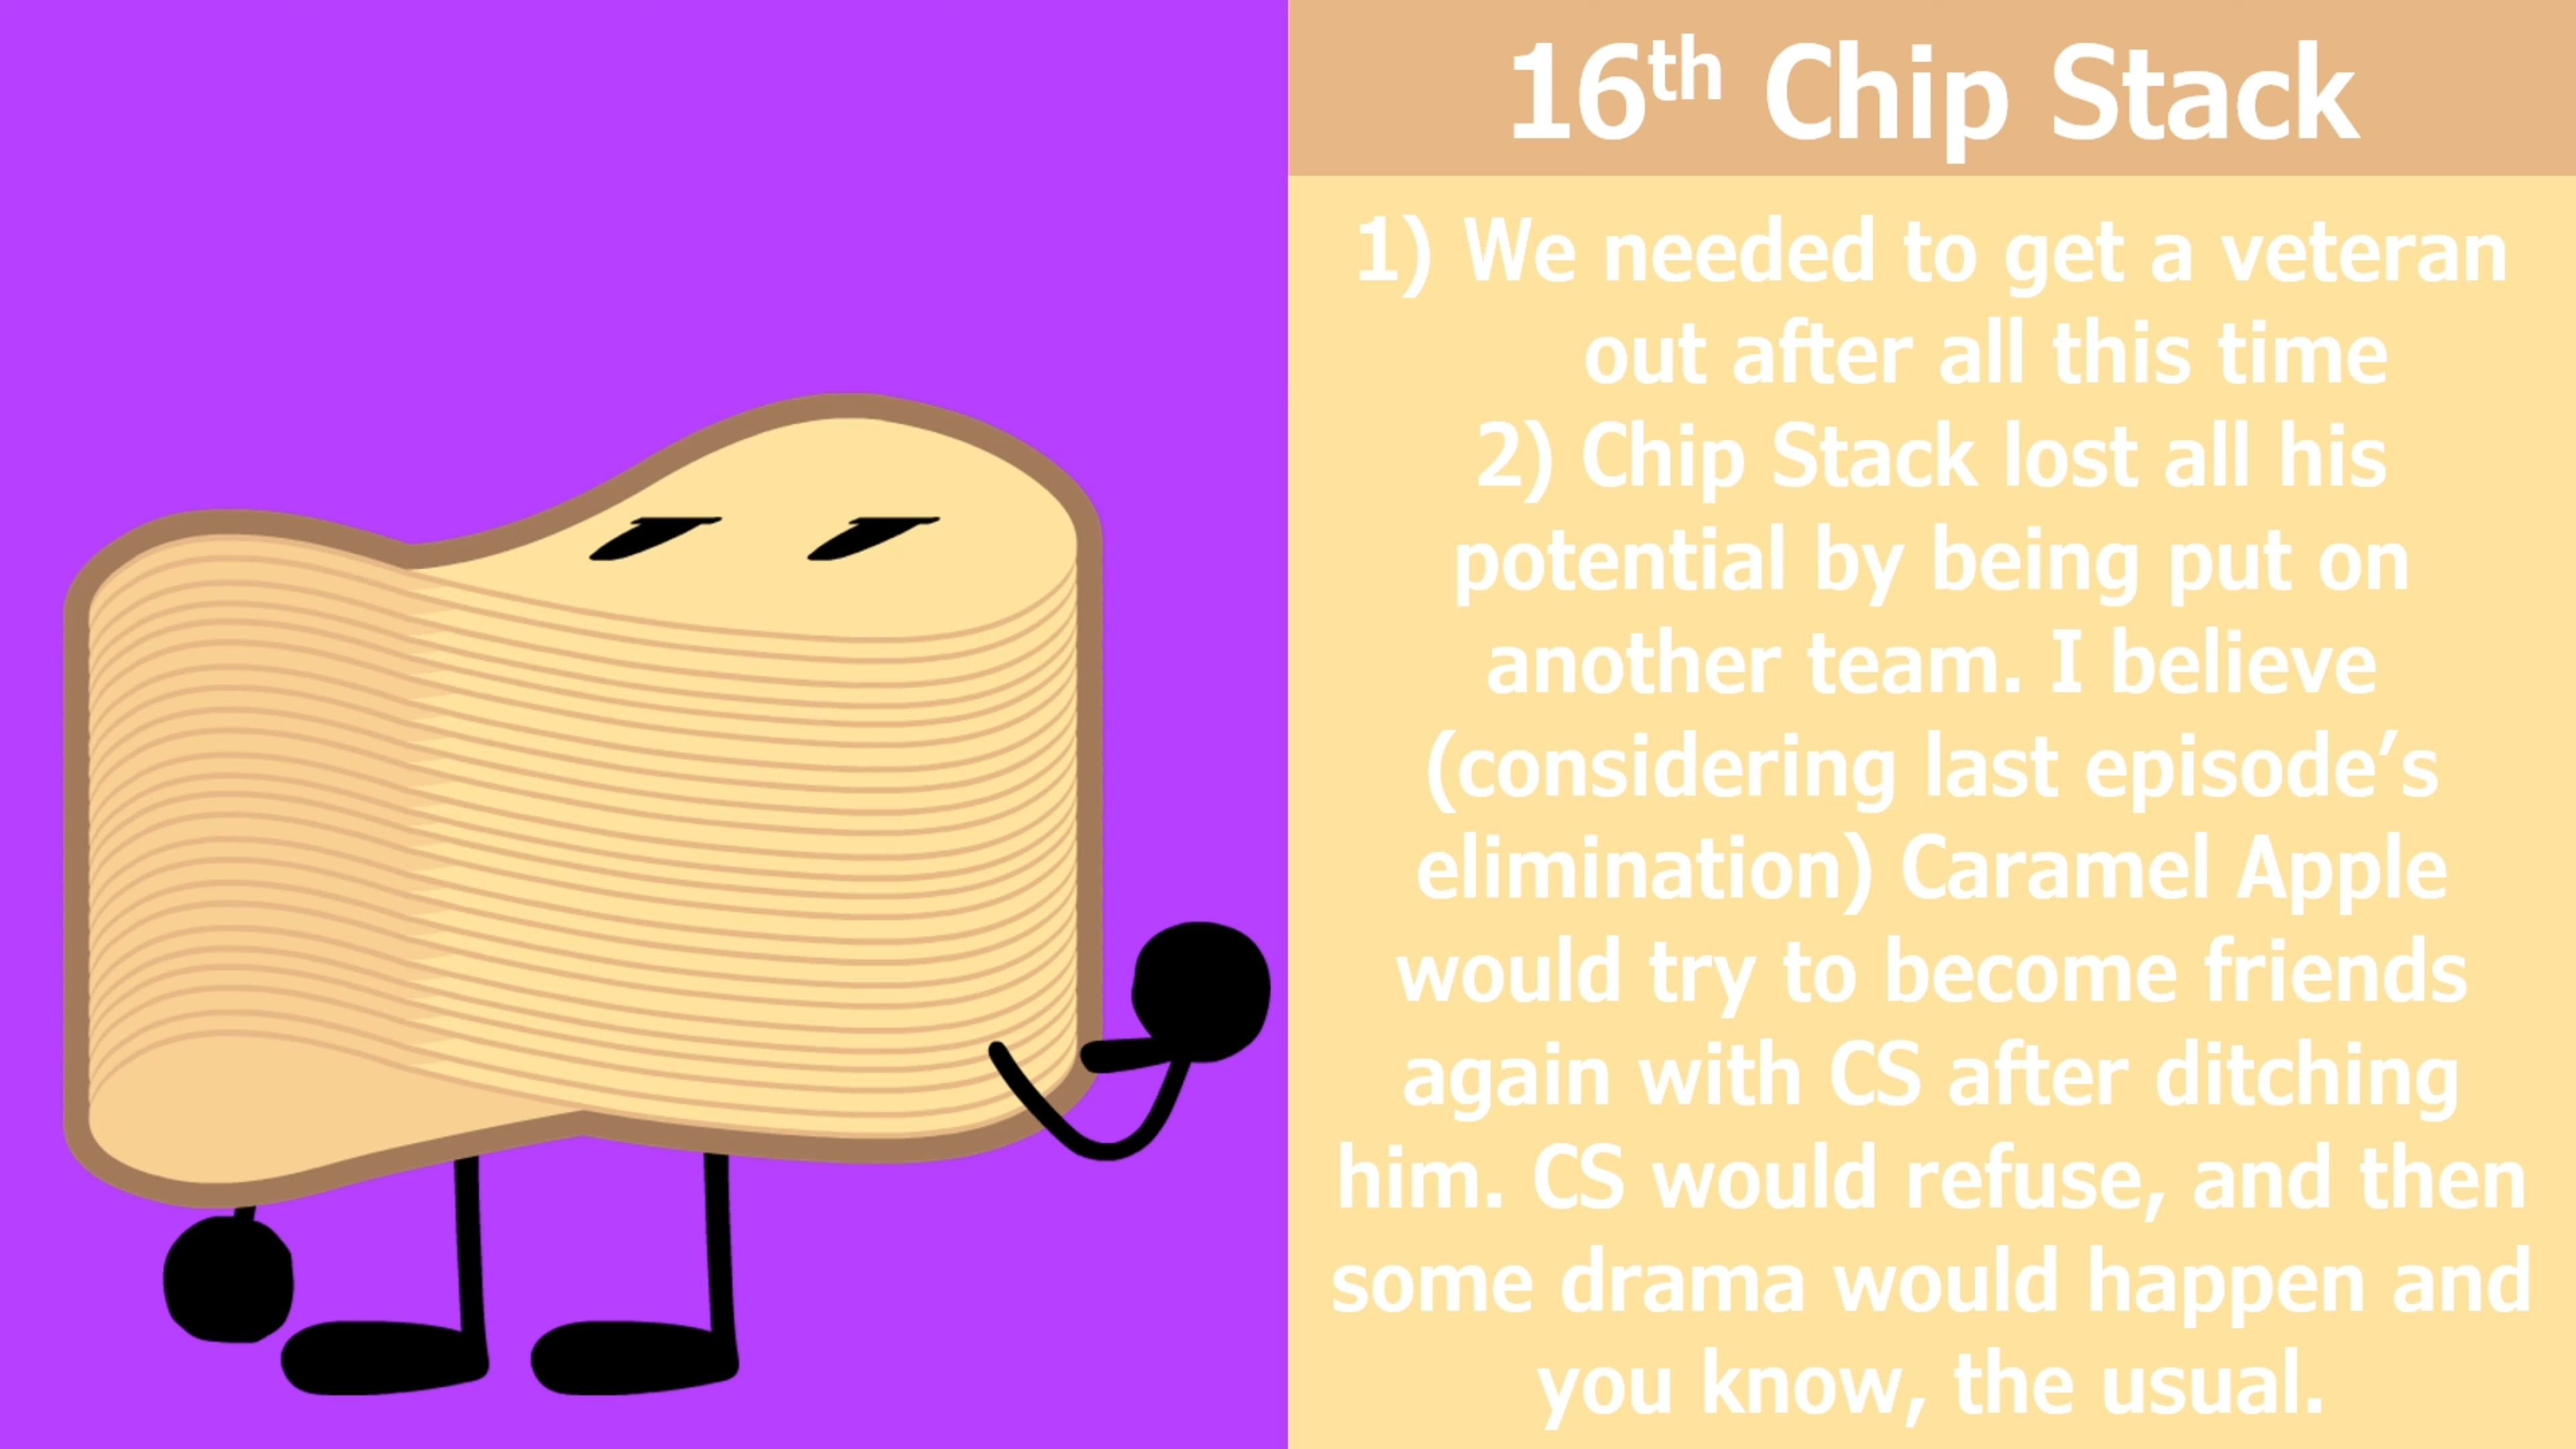 16th Chip Stack
1) We needed to get a veteran
out after all this time
2) Chip Stack lost all his
potential by being put on
another team. I believe
(considering last episode’s
elimination) Caramel Apple
would try to become friends
again with CS after ditching
him. CS would refuse, and then
some drama would happen and
you know, the usual.